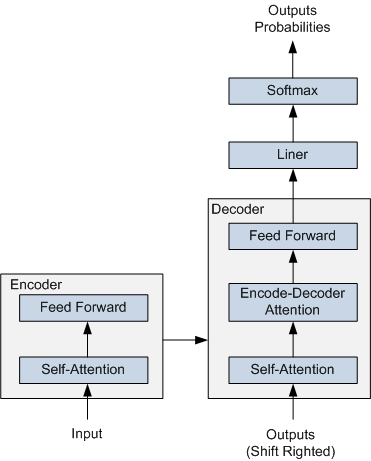 Outputs
Probabilities
Softmax
Liner
Decoder
Feed Forward
Encode-Decoder
Attention
Self-Attention
Outputs
(Shift Righted)
Encoder
Feed Forward
Self-Attention
Input